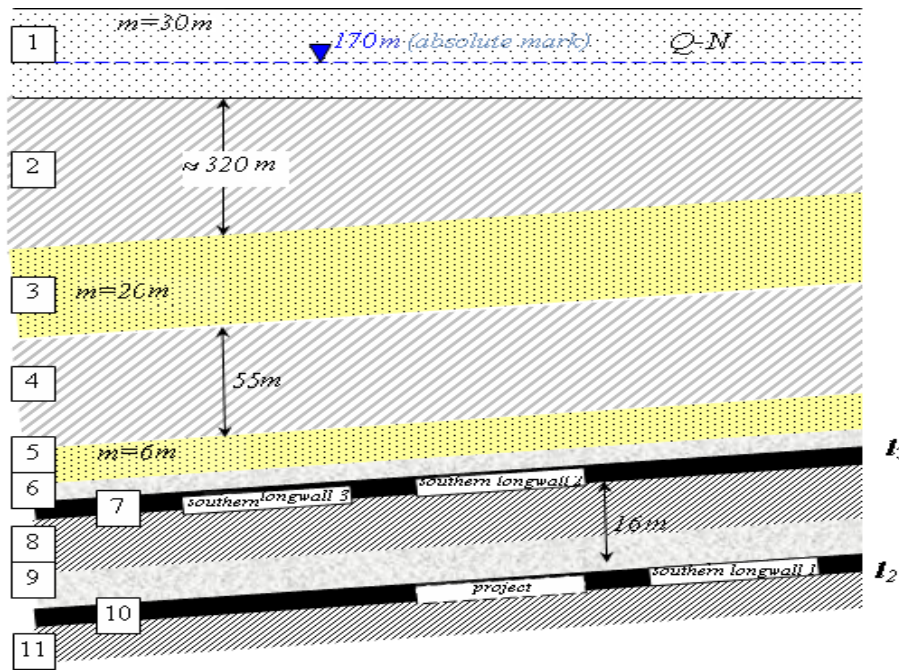 m=30m
1
170m (absolute mark)
Q-N
2
≈ 320 m
3
m=20m
4
55m
5
m=6m
6
southern longwall 2
7
southern longwall 3
8
16m
9
southern longwall 1
l₂
project
10
11